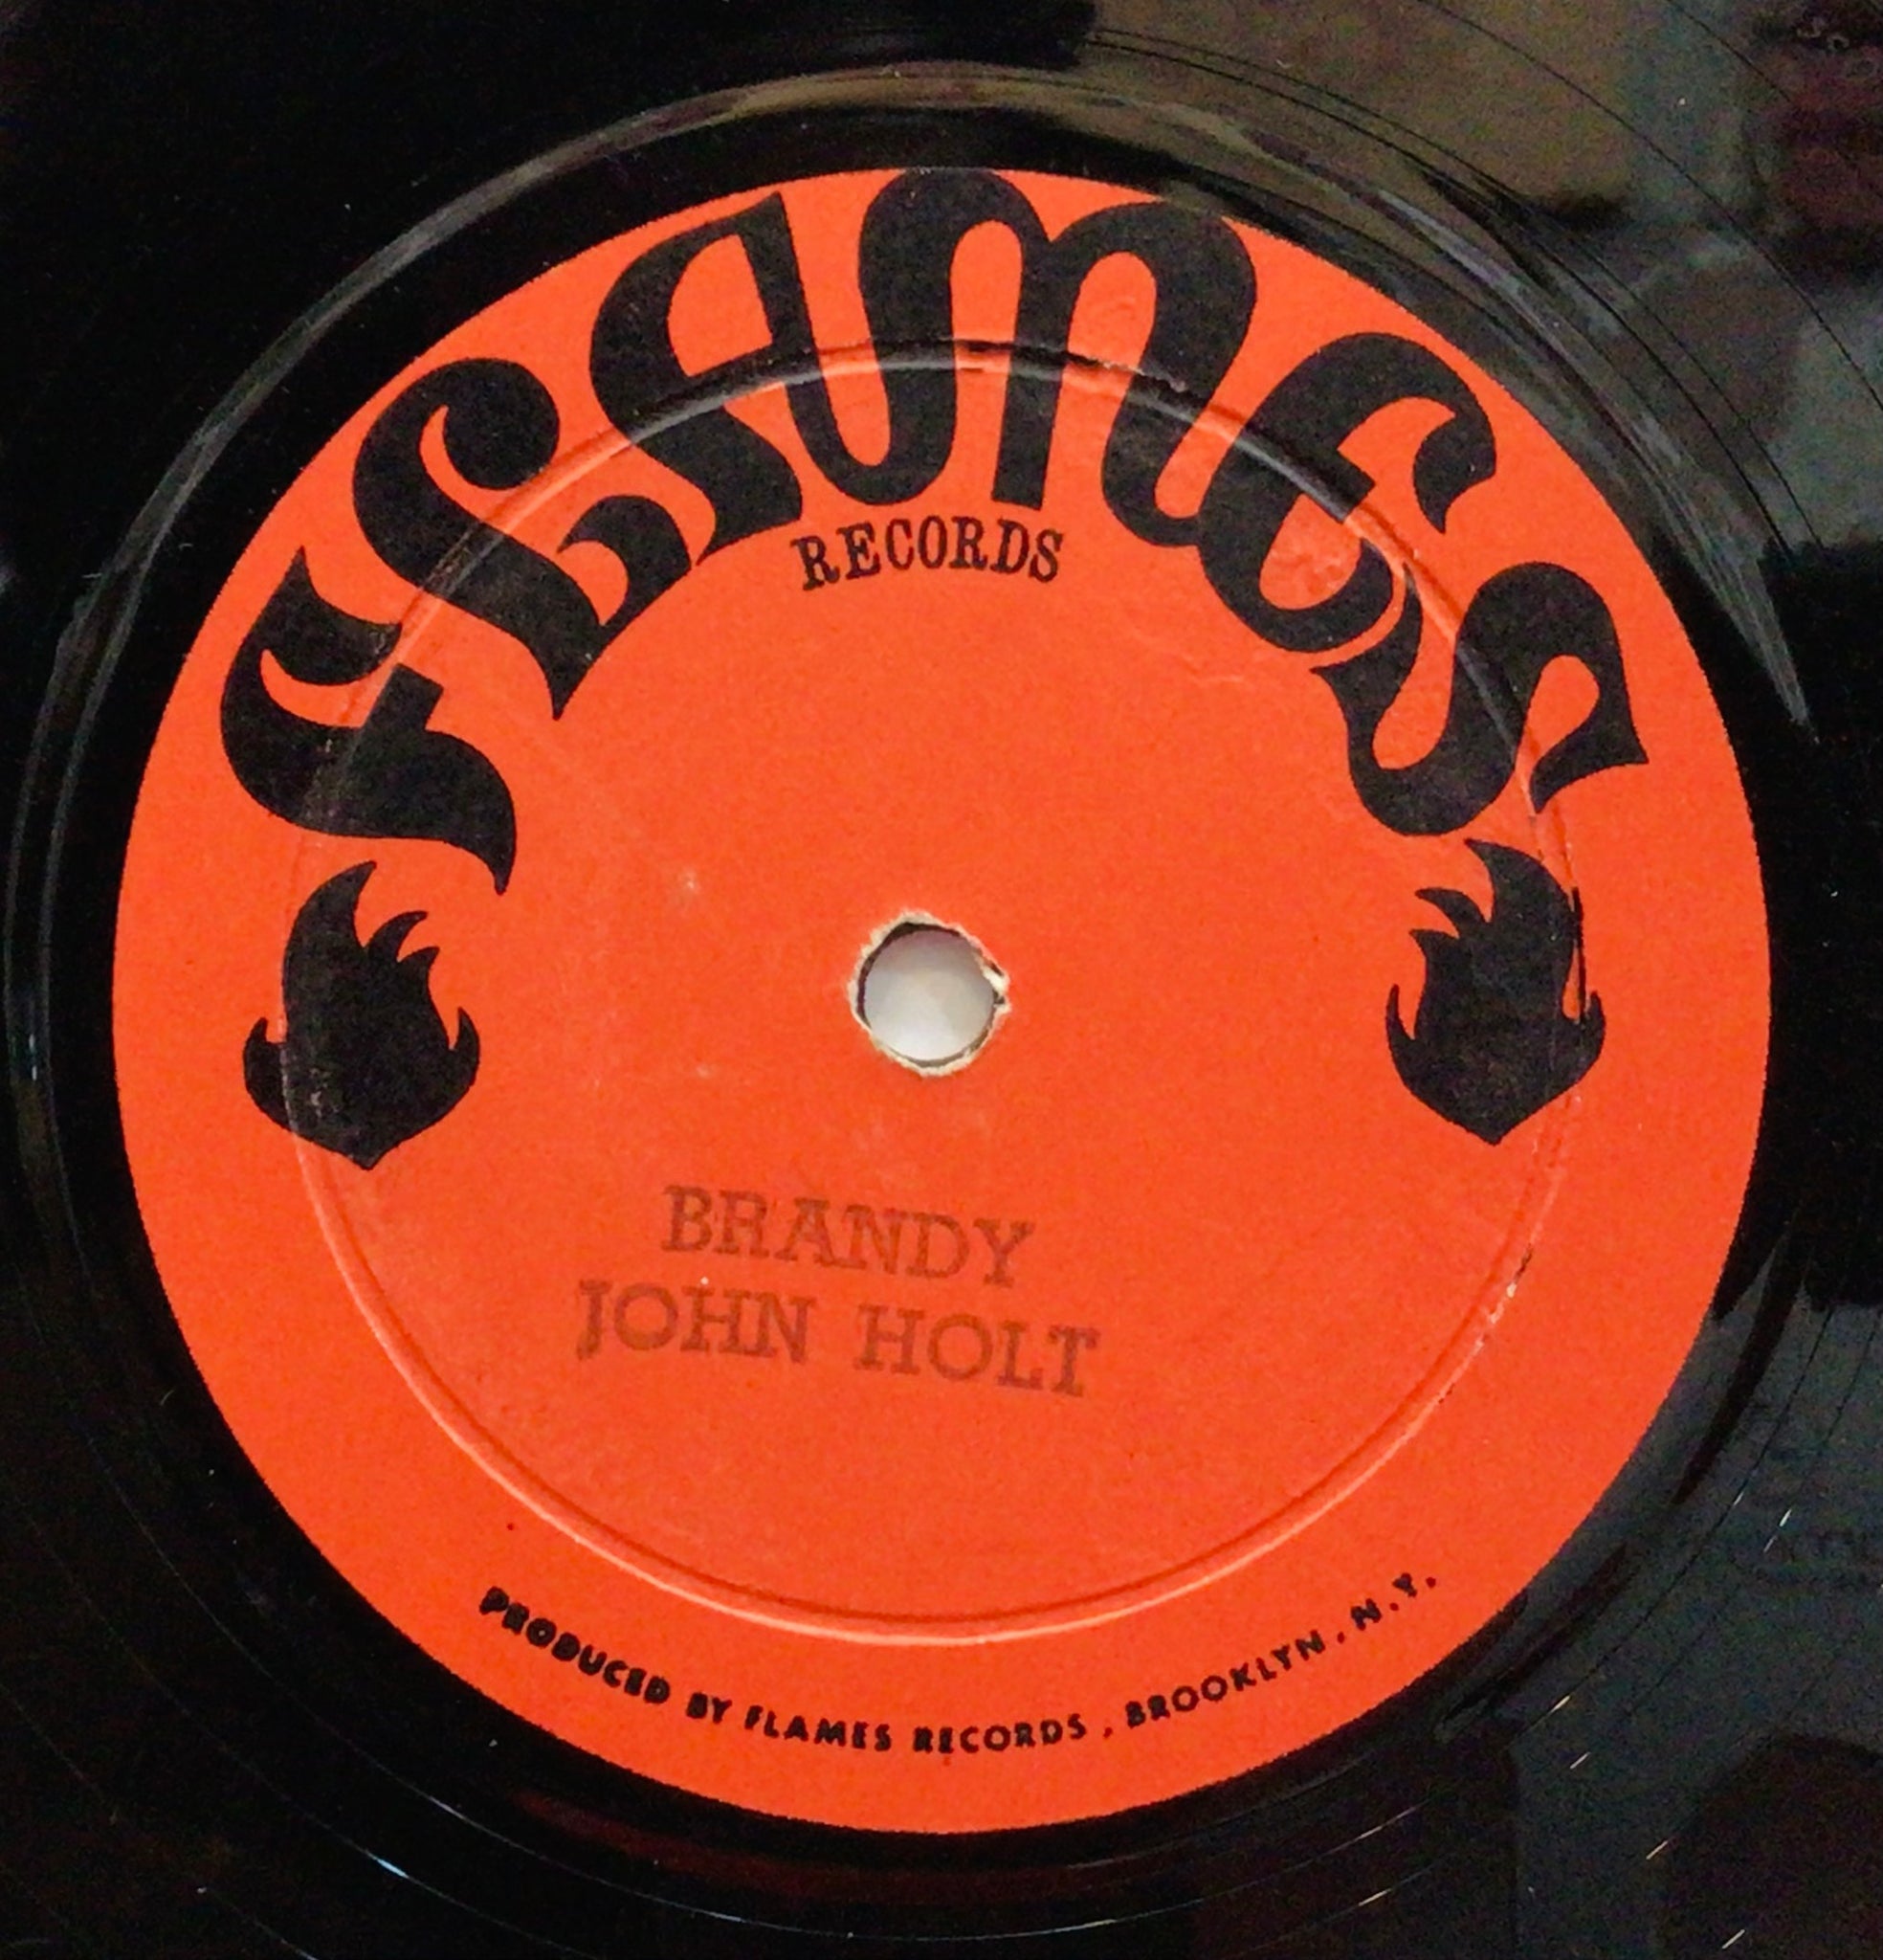 FLAMES
RECORDS
BRANDY
JOHN HOLT
PRODUCED BY FLAMES RECORDS, BROOKLYN, N.Y.